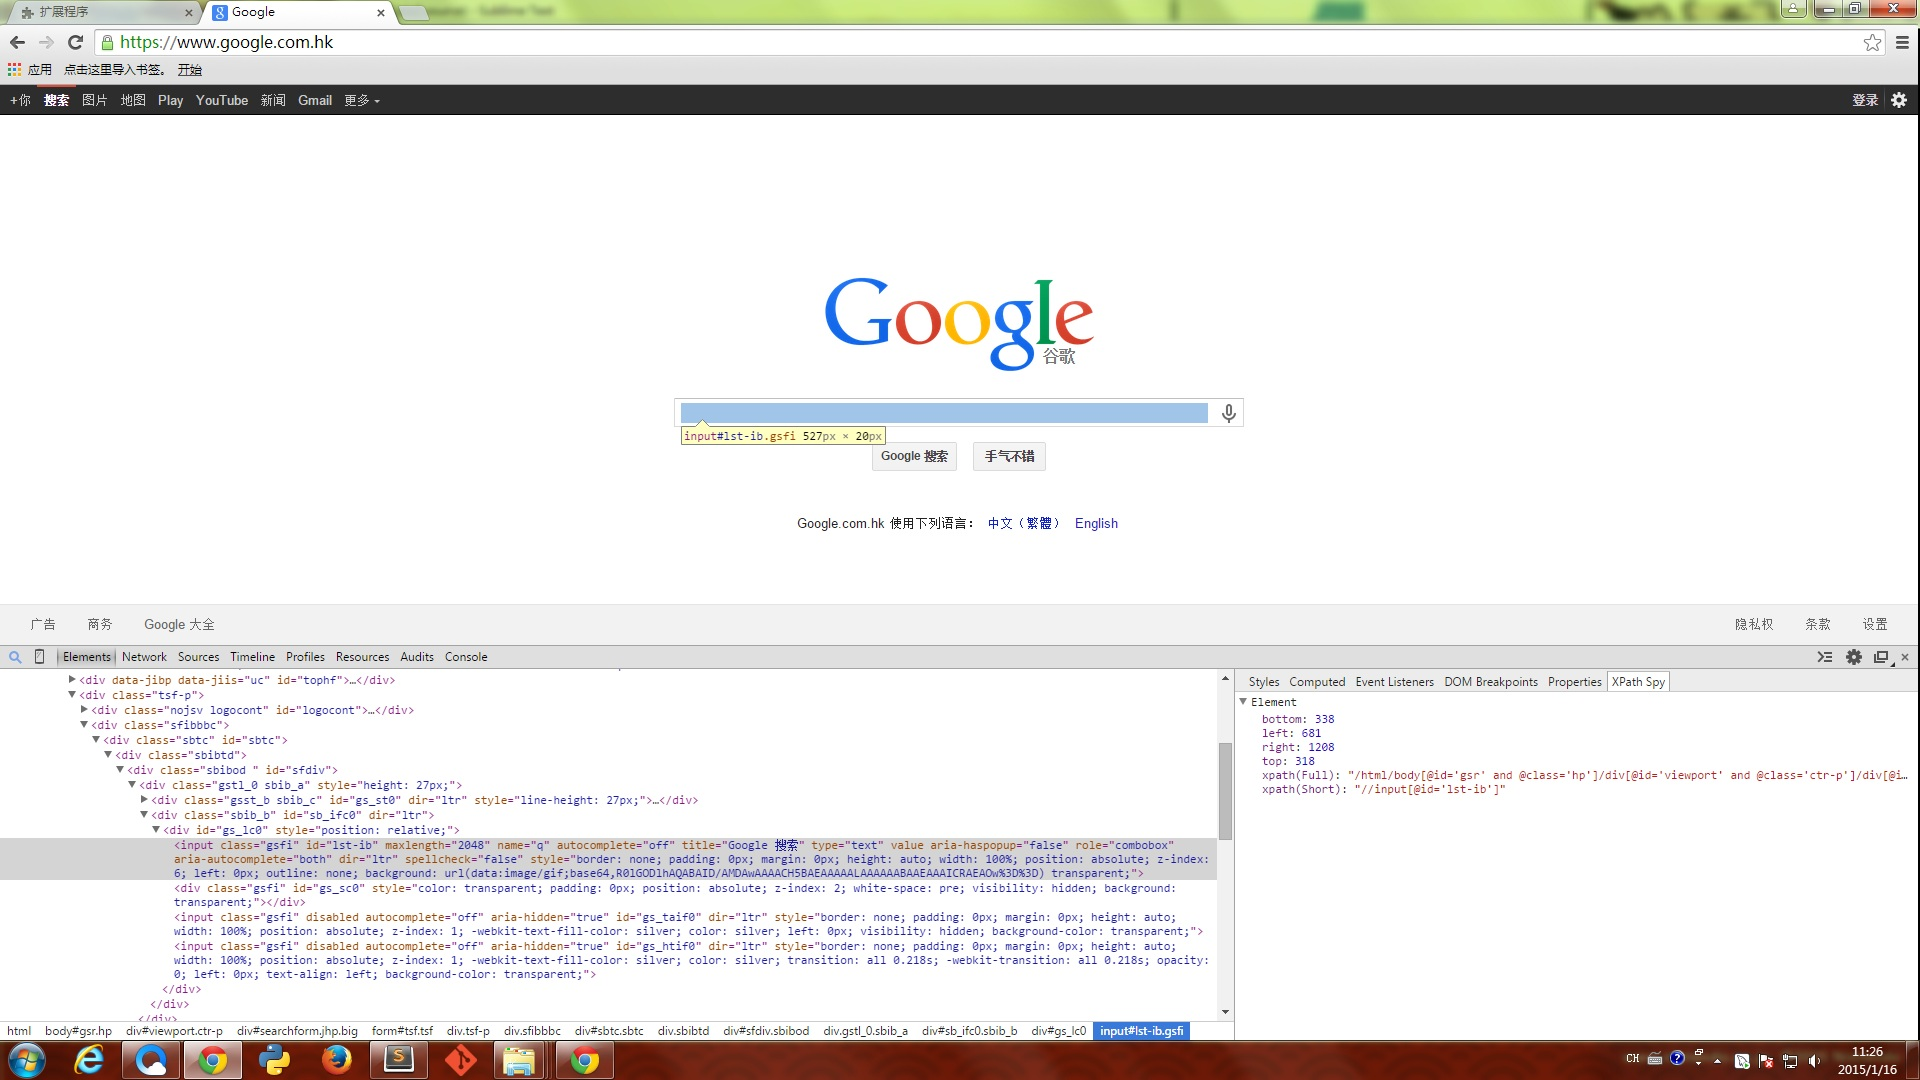 扩展程序
Google
https://www.google.com.hk
应用 点击这里导入书签。 开始
+你 搜索 图片 地图 Play YouTube 新闻 Gmail 更多 登录
Google
谷歌
input#lst-ib.gsfi 527px × 20px
Google 搜索 手气不错
Google.com.hk 使用下列语言： 中文（繁體） English
广告 商务 Google 大全 隐私权 条款 设置
Elements Network Sources Timeline Profiles Resources Audits Console
<div data-jibp data-jiis="uc" id="tophf">…</div>
<div class="tsf-p">
<div class="nojsv logocont" id="logocont">…</div>
<div class="sfibbbc">
<div class="sbtc" id="sbtc">
<div class="sbibtd">
<div class="sbibod " id="sfdiv">
<div class="gstl_0 sbib_a" style="height: 27px;">
<div class="gsst_b sbib_c" id="gs_st0" dir="ltr" style="line-height: 27px;">…</div>
<div class="sbib_b" id="sb_ifc0" dir="ltr">
<div id="gs_lc0" style="position: relative;">
<input class="gsfi" id="lst-ib" maxlength="2048" name="q" autocomplete="off" title="Google 搜索" type="text" value aria-haspopup="false" role="combobox"
aria-autocomplete="both" dir="ltr" spellcheck="false" style="border: none; padding: 0px; margin: 0px; height: auto; width: 100%; position: absolute; z-index:
6; left: 0px; outline: none; background: url(data:image/gif;base64,R0lGODlhAQABAID/AMDAwAAAACH5BAEAAAAALAAAAAABAAEAAAICRAEAOw%3D%3D) transparent;">
<div class="gsfi" id="gs_sc0" style="color: transparent; padding: 0px; position: absolute; z-index: 2; white-space: pre; visibility: hidden; background:
transparent;"></div>
<input class="gsfi" disabled autocomplete="off" aria-hidden="true" id="gs_taif0" dir="ltr" style="border: none; padding: 0px; margin: 0px; height: auto;
width: 100%; position: absolute; z-index: 1; -webkit-text-fill-color: silver; color: silver; left: 0px; visibility: hidden; background-color: transparent;">
<input class="gsfi" disabled autocomplete="off" aria-hidden="true" id="gs_htif0" dir="ltr" style="border: none; padding: 0px; margin: 0px; height: auto;
width: 100%; position: absolute; z-index: 1; -webkit-text-fill-color: silver; color: silver; transition: all 0.218s; -webkit-transition: all 0.218s; opacity:
0; left: 0px; text-align: left; background-color: transparent;">
</div>
</div>
</div>
html body#gsr.hp div#viewport.ctr-p div#searchform.jhp.big form#tsf.tsf div.tsf-p div.sfibbbc div#sbtc.sbtc div.sbibtd div#sfdiv.sbibod div.gstl_0.sbib_a div#sb_ifc0.sbib_b div#gs_lc0 input#lst-ib.gsfi
Styles Computed Event Listeners DOM Breakpoints Properties XPath Spy
Element
bottom: 338
left: 681
right: 1208
top: 318
xpath(Full): "/html/body[@id='gsr' and @class='hp']/div[@id='viewport' and @class='ctr-p']/div[@i…
xpath(Short): "//input[@id='lst-ib']"
CH
11:26
2015/1/16